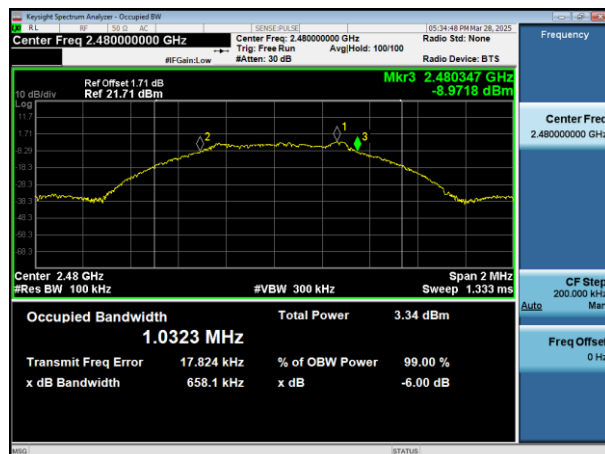 Keysight Spectrum Analyzer - Occupied BW
RL RF 50 Ω AC SENSE:PULSE 05:34:48 PM Mar 28, 2025
Center Freq 2.480000000 GHz
Center Freq: 2.480000000 GHz
Radio Std: None
Trig: Free Run
Avg|Hold: 100/100
#IFGain:Low
#Atten: 30 dB
Radio Device: BTS
Frequency
Ref Offset 1.71 dB
Mkr3 2.480347 GHz
10 dB/div
Ref 21.71 dBm
-8.9718 dBm
Log
11.7
1.71
-8.29
-18.3
-28.3
-38.3
-48.3
-58.3
-68.3
1
2
3
Center 2.48 GHz
Span 2 MHz
#Res BW 100 kHz
#VBW 300 kHz
Sweep 1.333 ms
Occupied Bandwidth
Total Power 3.34 dBm
1.0323 MHz
Transmit Freq Error 17.824 kHz
% of OBW Power 99.00 %
x dB Bandwidth 658.1 kHz
x dB -6.00 dB
Center Freq
2.480000000 GHz
CF Step
200.000 kHz
Auto Man
Freq Offset
0 Hz
MSG
STATUS